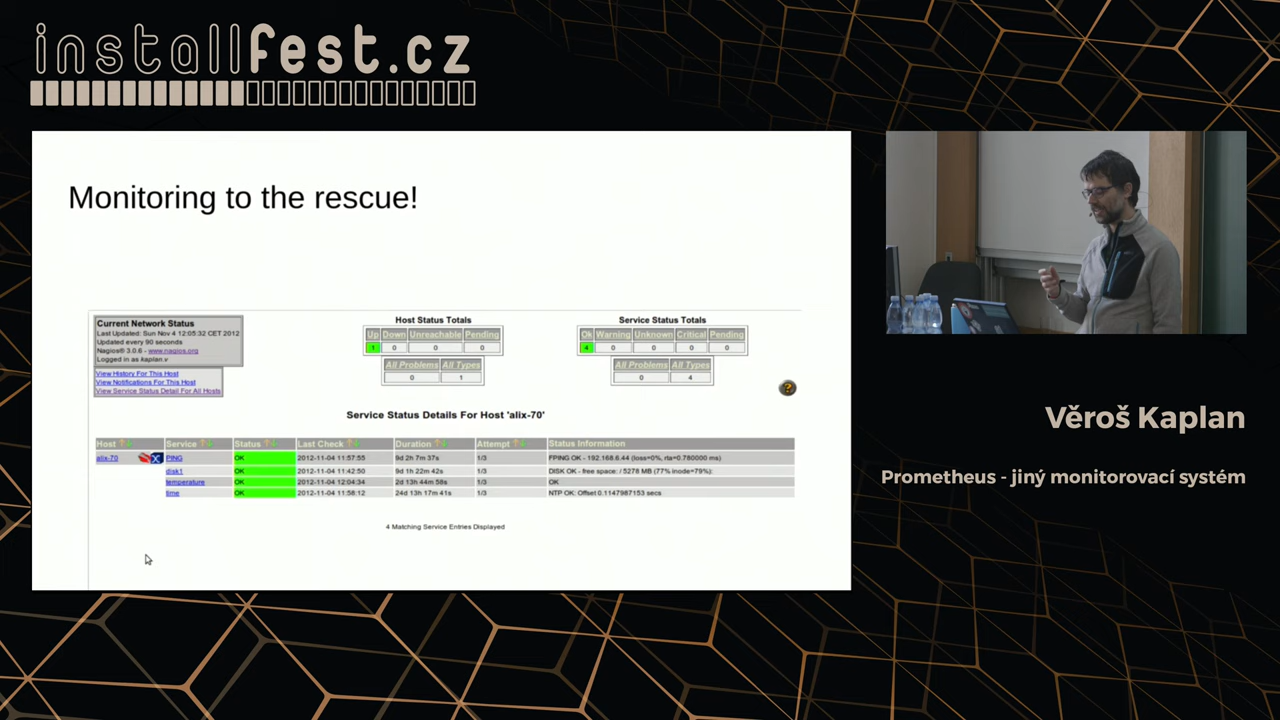 installfest.cz
Monitoring to the rescue!
Current Network Status
Last Updated: Sun Nov 4 12:05:32 CET 2012
Updated every 90 seconds
Nagios® 3.0.6 - www.nagios.org
Logged in as kaplan.v
View History For This Host
View Notifications For This Host
View Service Status Detail For All Hosts
Host Status Totals
Up Down Unreachable Pending
1 0 0 0
All Problems All Types
0 1
Service Status Totals
Ok Warning Unknown Critical Pending
4 0 0 0 0
All Problems All Types
0 4
Service Status Details For Host 'alix-70'
Host Service Status Last Check Duration Attempt Status Information
alix-70 PING OK 2012-11-04 11:57:55 9d 2h 7m 37s 1/3 FPING OK - 192.168.6.44 (loss=0%, rta=0.780000 ms)
disk1 OK 2012-11-04 11:42:50 9d 1h 22m 42s 1/3 DISK OK - free space: / 5278 MB (77% inode=79%):
temperature OK 2012-11-04 12:04:34 2d 13h 44m 58s 1/3 OK
time OK 2012-11-04 11:58:12 24d 13h 17m 41s 1/3 NTP OK: Offset 0.1147987153 secs
4 Matching Service Entries Displayed
Věroš Kaplan
Prometheus - jiný monitorovací systém